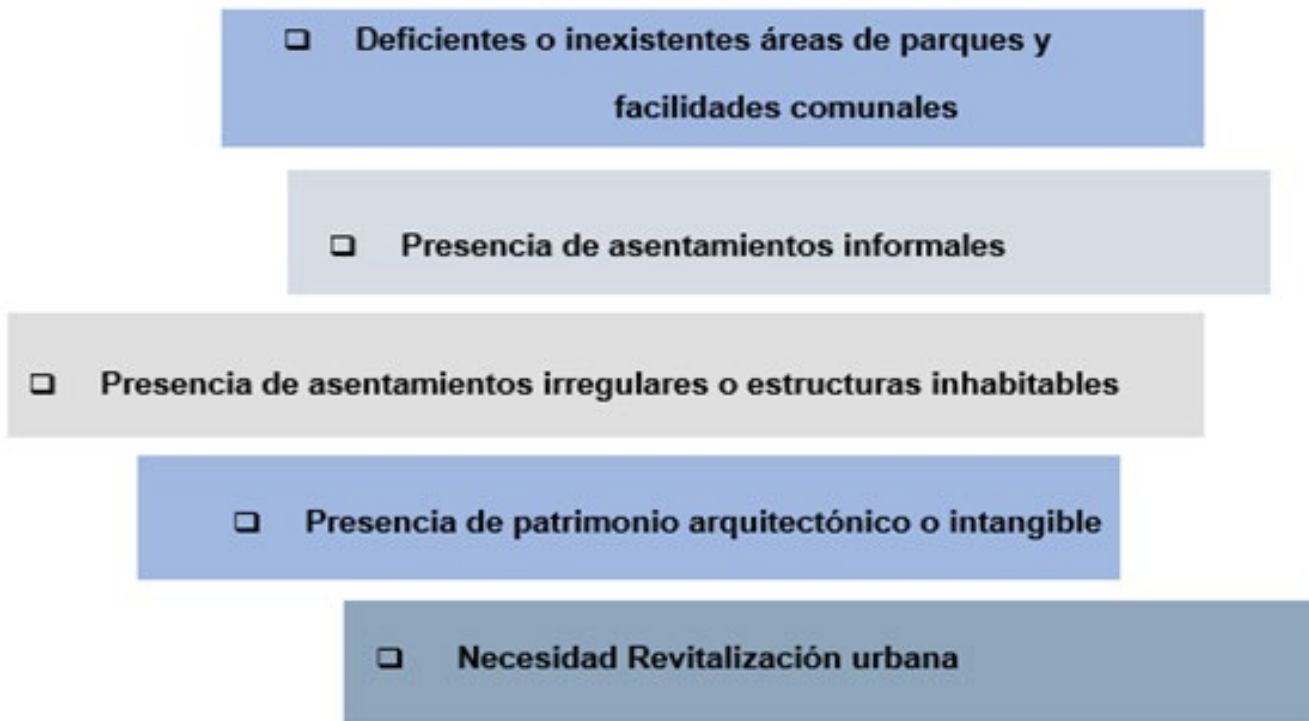 ❑ Deficientes o inexistentes áreas de parques y
facilidades comunales
❑ Presencia de asentamientos informales
❑ Presencia de asentamientos irregulares o estructuras inhabitables
❑ Presencia de patrimonio arquitectónico o intangible
❑ Necesidad Revitalización urbana